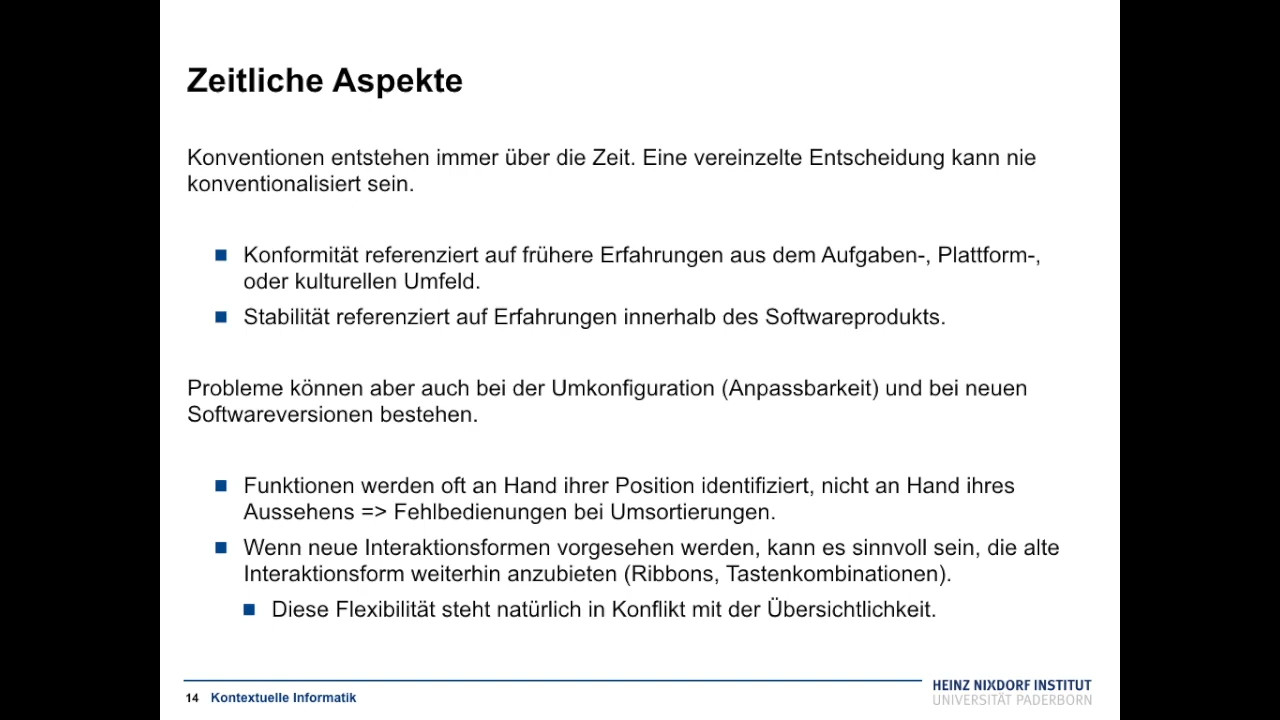 Zeitliche Aspekte
Konventionen entstehen immer über die Zeit. Eine vereinzelte Entscheidung kann nie
konventionalisiert sein.
Konformität referenziert auf frühere Erfahrungen aus dem Aufgaben-, Plattform-,
oder kulturellen Umfeld.
Stabilität referenziert auf Erfahrungen innerhalb des Softwareprodukts.
Probleme können aber auch bei der Umkonfiguration (Anpassbarkeit) und bei neuen
Softwareversionen bestehen.
Funktionen werden oft an Hand ihrer Position identifiziert, nicht an Hand ihres
Aussehens => Fehlbedienungen bei Umsortierungen.
Wenn neue Interaktionsformen vorgesehen werden, kann es sinnvoll sein, die alte
Interaktionsform weiterhin anzubieten (Ribbons, Tastenkombinationen).
Diese Flexibilität steht natürlich in Konflikt mit der Übersichtlichkeit.
14 Kontextuelle Informatik
HEINZ NIXDORF INSTITUT
UNIVERSITÄT PADERBORN